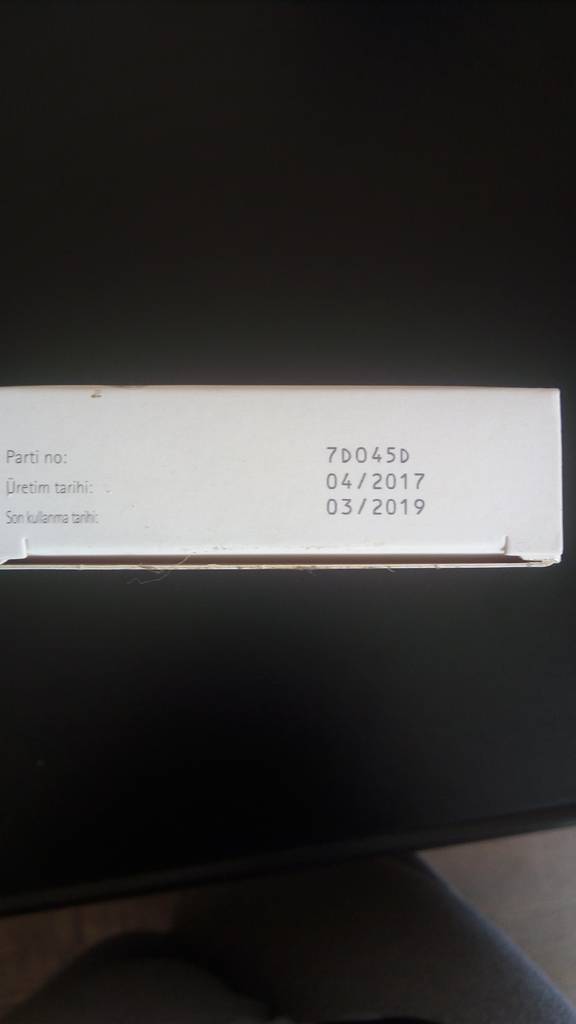 Parti no: 7D045D
Üretim tarihi: 04/2017
Son kullanma tarihi: 03/2019